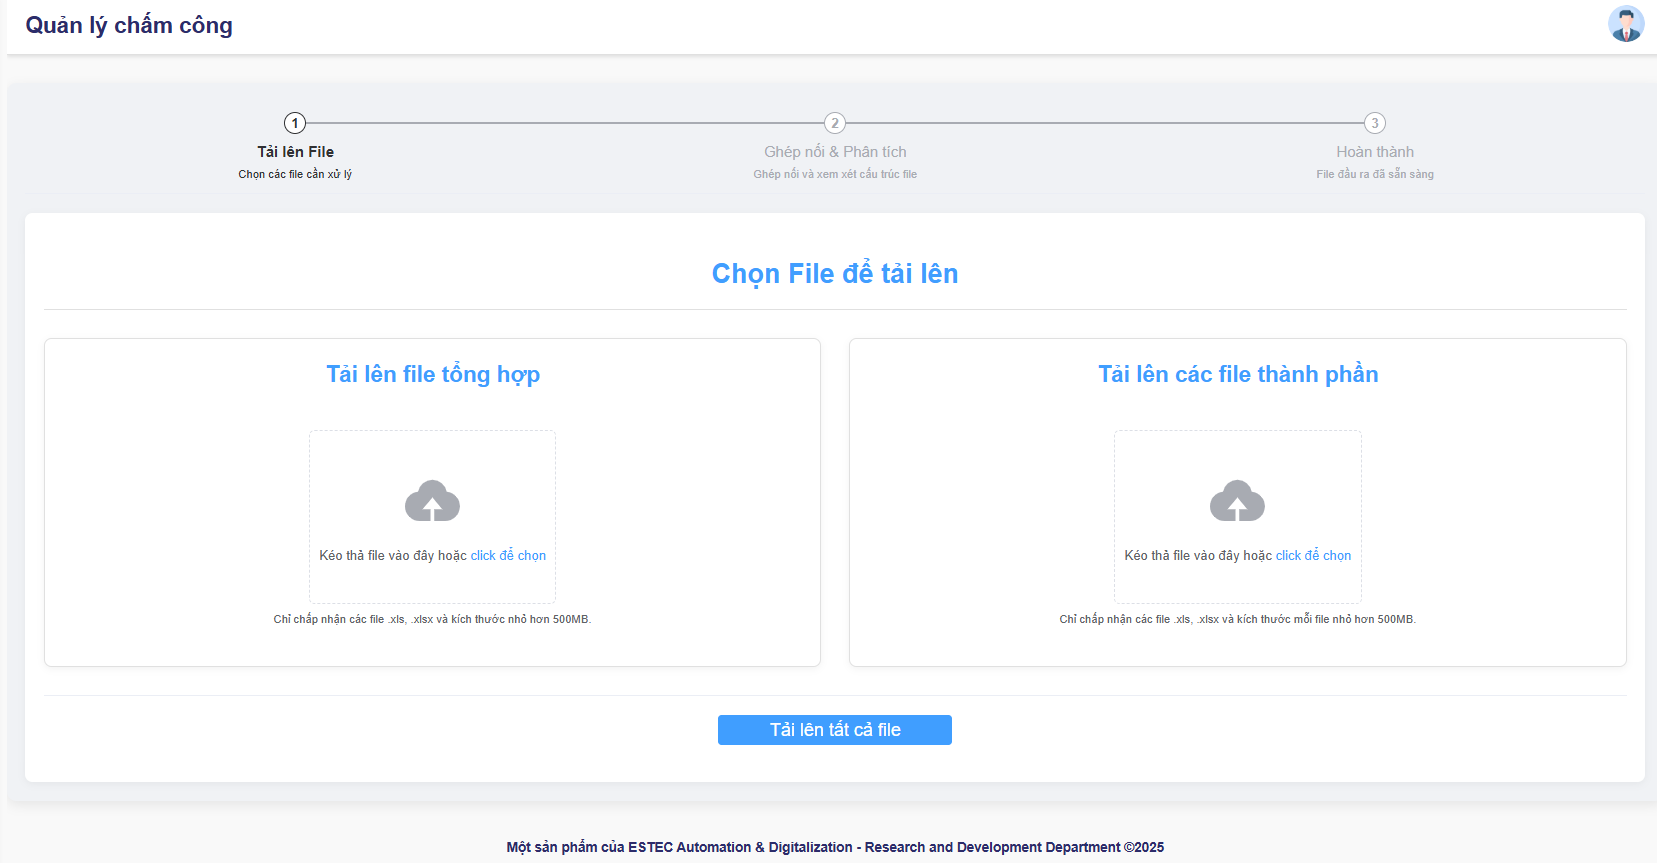 Quản lý chấm công
1
2
3
Tải lên File
Ghép nối & Phân tích
Hoàn thành
Chọn các file cần xử lý
Ghép nối và xem xét cấu trúc file
File đầu ra đã sẵn sàng
Chọn File để tải lên
Tải lên file tổng hợp
Kéo thả file vào đây hoặc click để chọn
Chỉ chấp nhận các file .xls, .xlsx và kích thước nhỏ hơn 500MB.
Tải lên các file thành phần
Kéo thả file vào đây hoặc click để chọn
Chỉ chấp nhận các file .xls, .xlsx và kích thước mỗi file nhỏ hơn 500MB.
Tải lên tất cả file
Một sản phẩm của ESTEC Automation & Digitalization - Research and Development Department ©2025